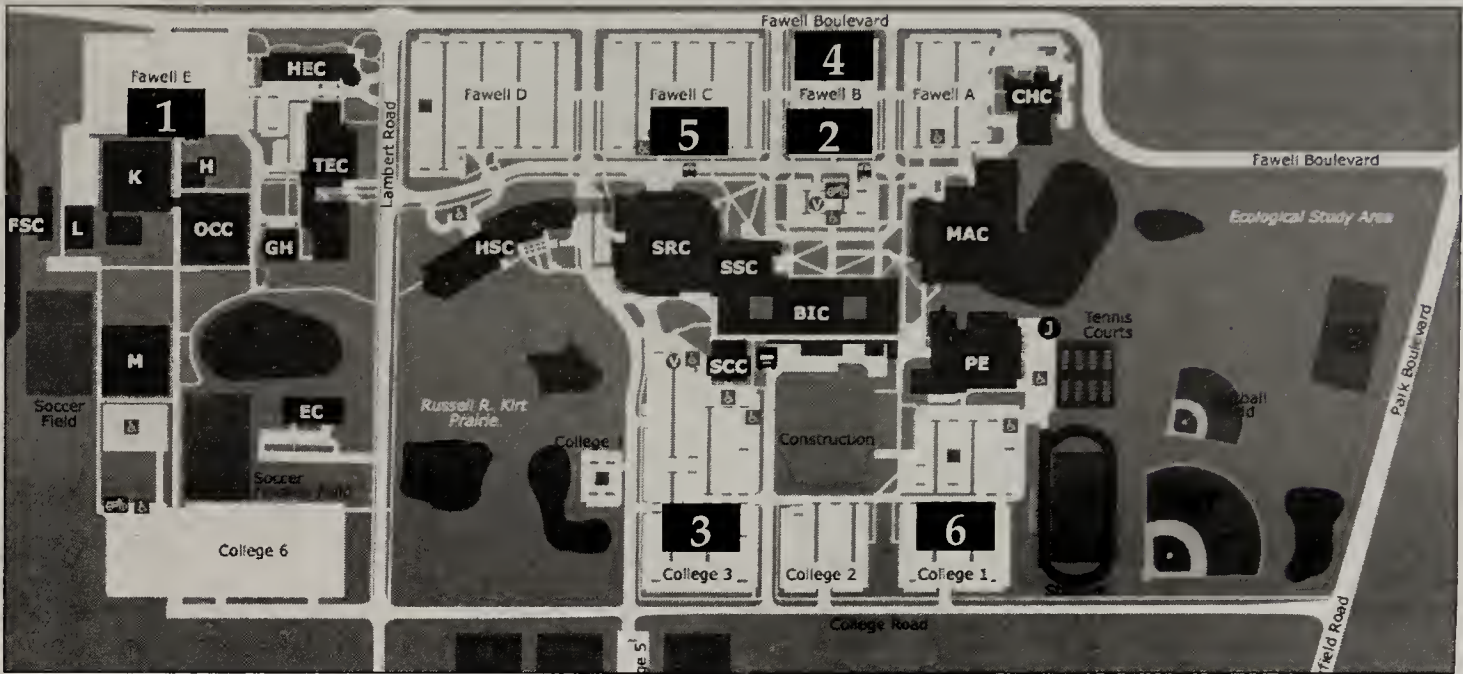 Fawell Boulevard
Fawell E
1
HEC
Fawell D
Fawell C
5
4
Fawell B
2
Fawell A
CHC
Lambert Road
K
H
TEC
Fawell Boulevard
FSC
L
OCC
GH
HSC
SRC
SSC
MAC
V
Ecological Study Area
BIC
J
Tennis
Courts
Park Boulevard
M
V
SCC
PE
Soccer
Field
EC
Russell R. Kirt
Prairie.
College
Construction
Soccer
College 6
3
College 3
College 2
6
College 1
College Road